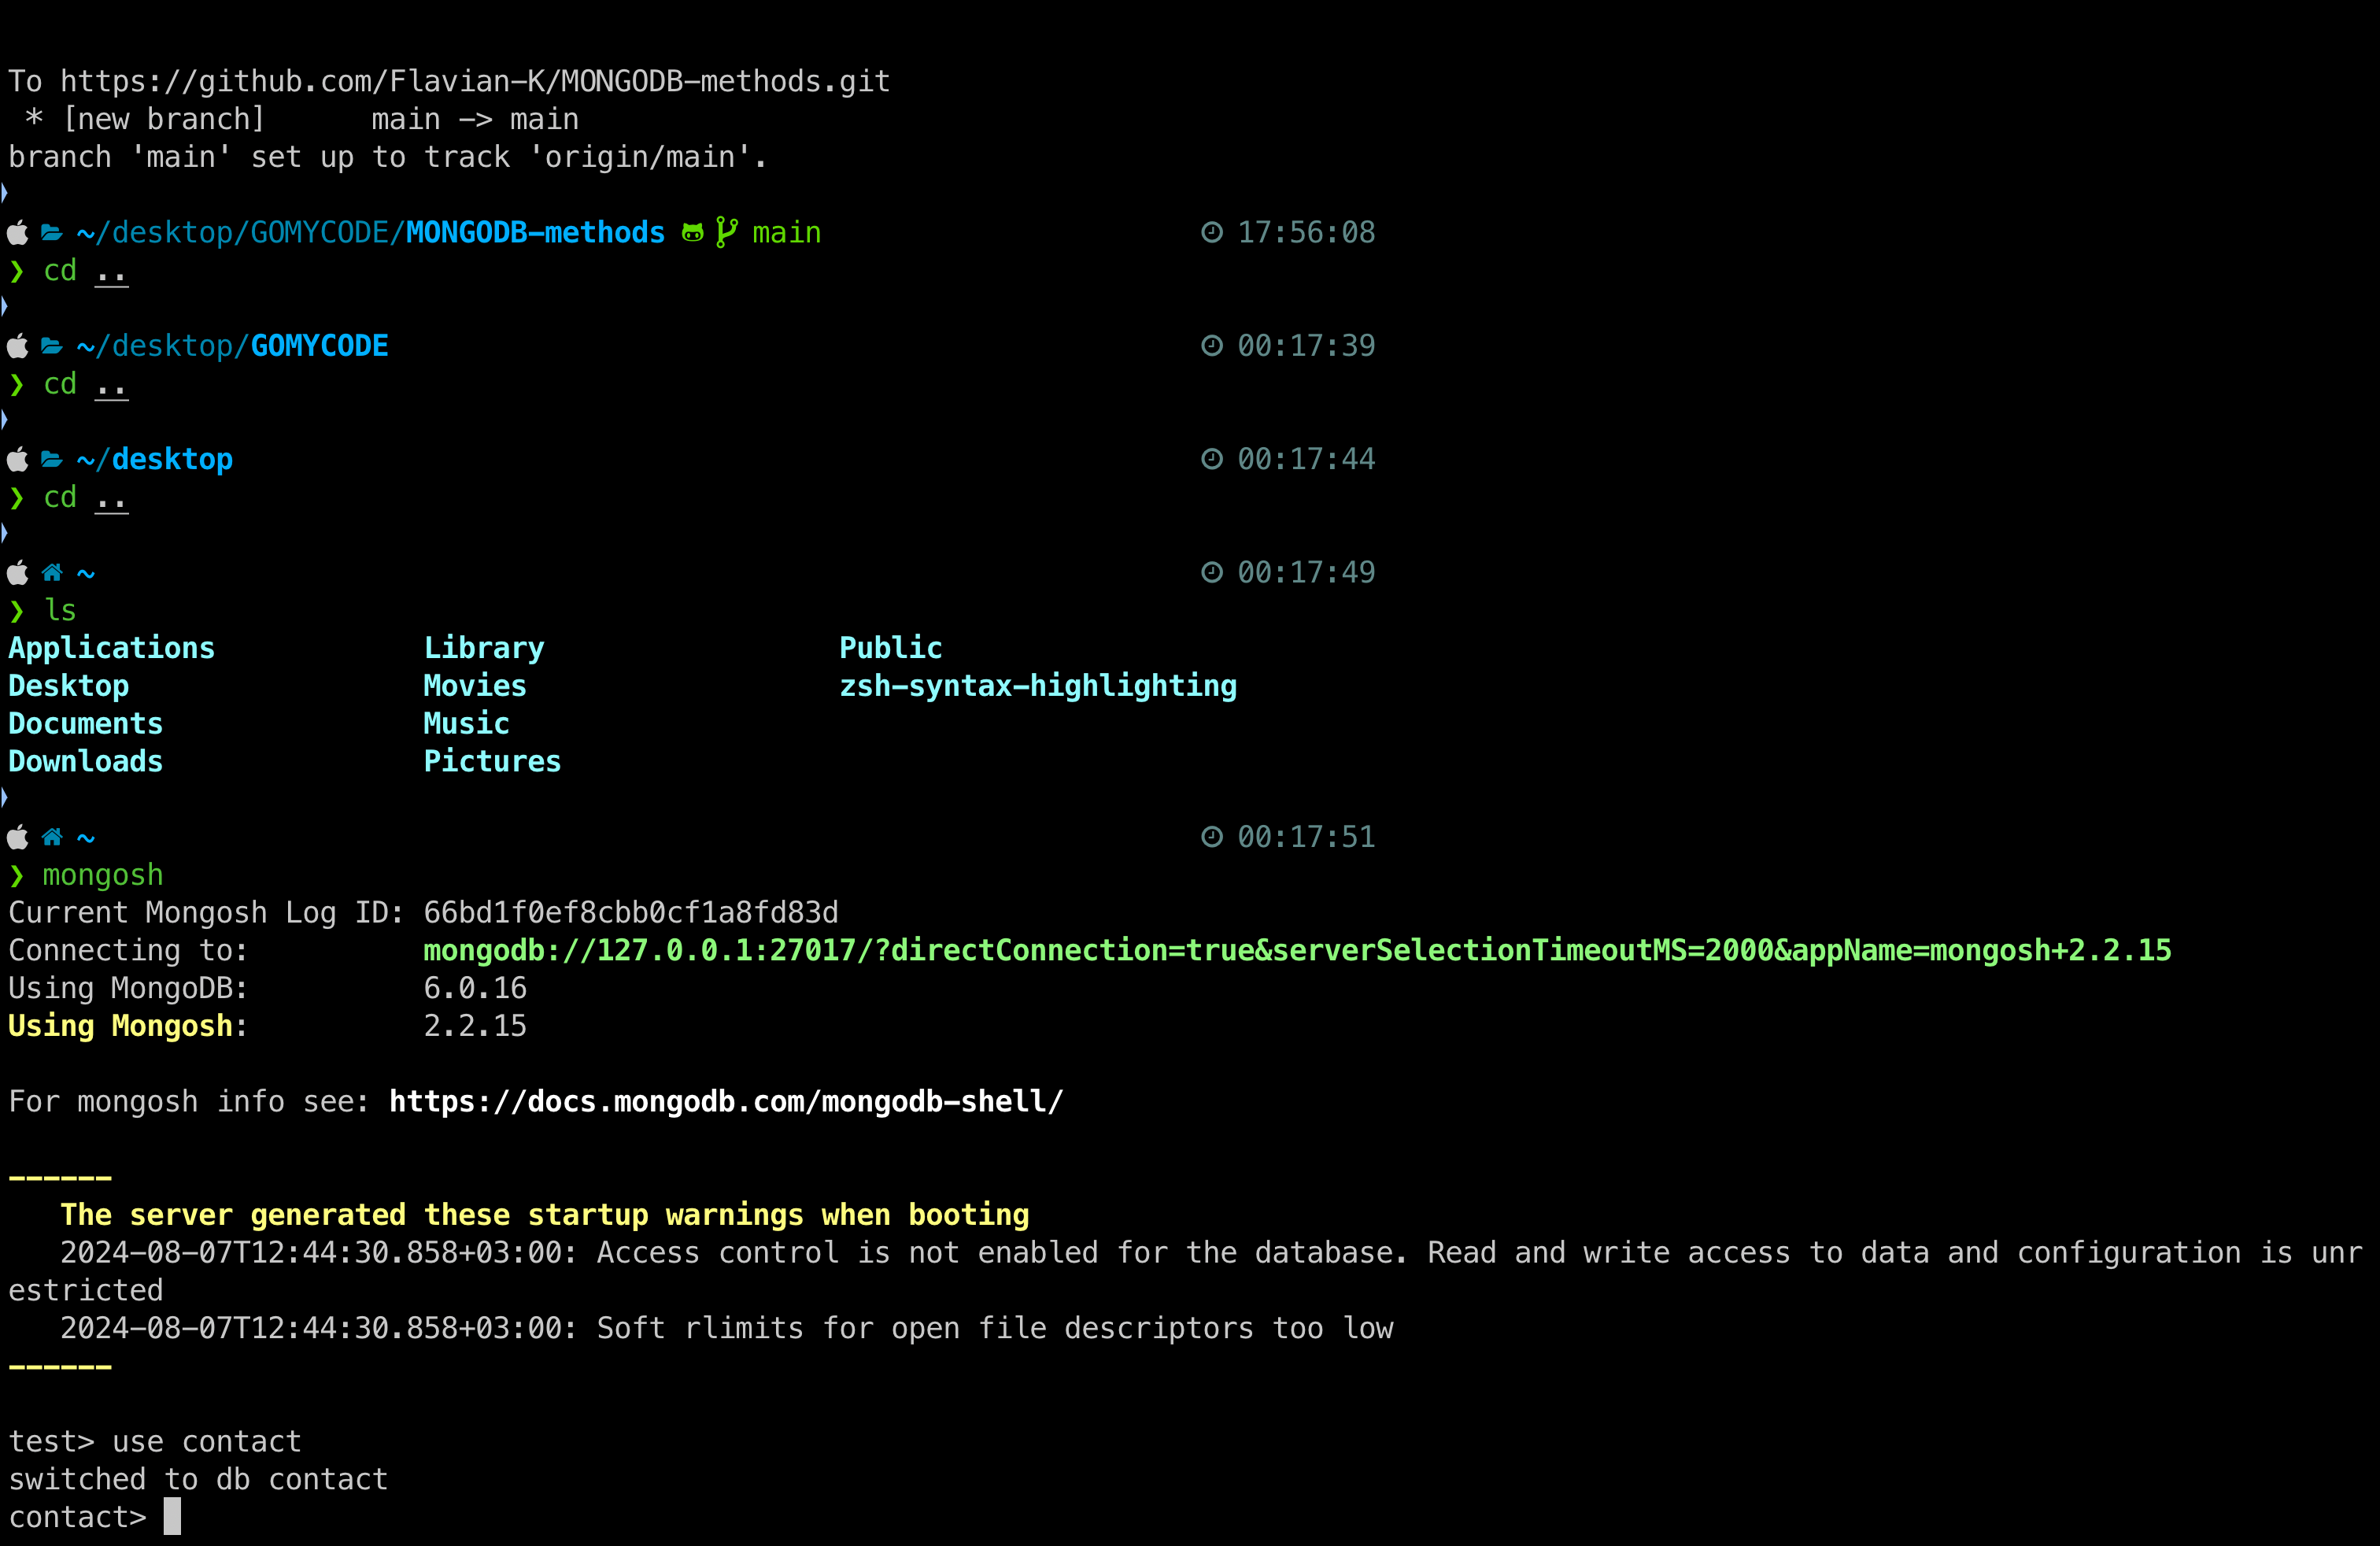 To https://github.com/Flavian-K/MONGODB-methods.git
 * [new branch]      main -> main
branch 'main' set up to track 'origin/main'.
~/desktop/GOMYCODE/MONGODB-methods main 17:56:08
❯ cd ..
~/desktop/GOMYCODE 00:17:39
❯ cd ..
~/desktop 00:17:44
❯ cd ..
~ 00:17:49
❯ ls
Applications Library Public
Desktop Movies zsh-syntax-highlighting
Documents Music
Downloads Pictures
~ 00:17:51
❯ mongosh
Current Mongosh Log ID: 66bd1f0ef8cbb0cf1a8fd83d
Connecting to: mongodb://127.0.0.1:27017/?directConnection=true&serverSelectionTimeoutMS=2000&appName=mongosh+2.2.15
Using MongoDB: 6.0.16
Using Mongosh: 2.2.15
For mongosh info see: https://docs.mongodb.com/mongodb-shell/
------
The server generated these startup warnings when booting
2024-08-07T12:44:30.858+03:00: Access control is not enabled for the database. Read and write access to data and configuration is unr
estricted
2024-08-07T12:44:30.858+03:00: Soft rlimits for open file descriptors too low
------
test> use contact
switched to db contact
contact>